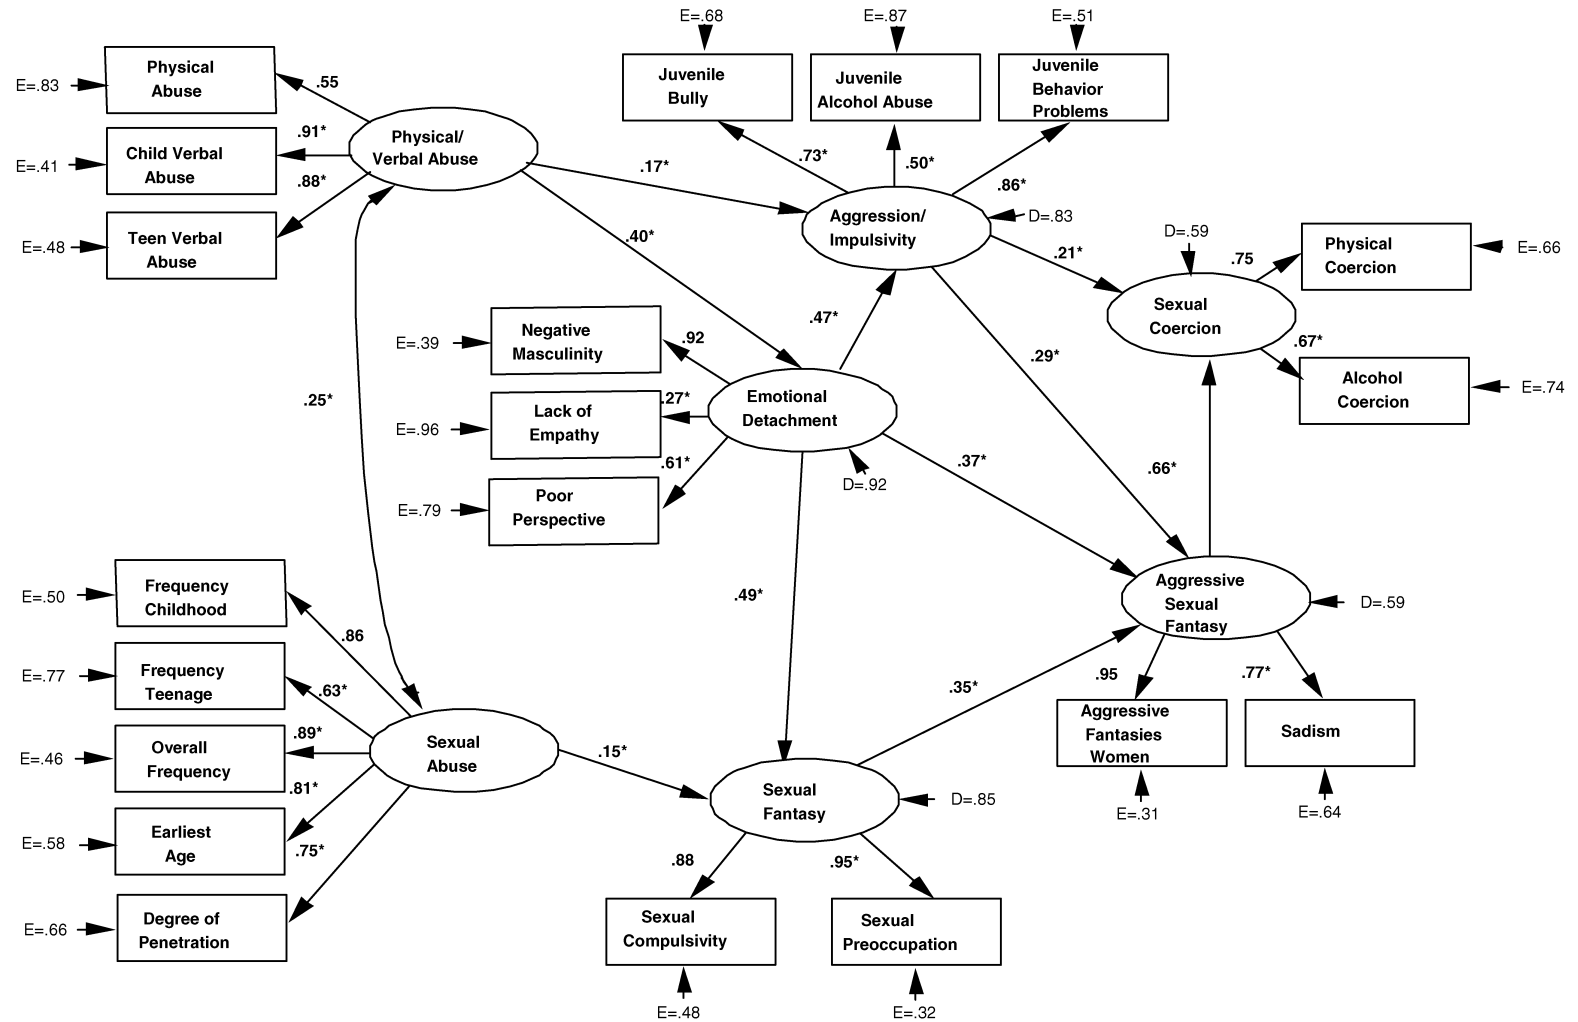 E=.68
E=.87
E=.51
Physical
Abuse
E=.83
.55
Juvenile
Bully
Juvenile
Alcohol Abuse
Juvenile
Behavior
Problems
Child Verbal
Abuse
E=.41
.91*
Physical/
Verbal Abuse
.88*
.73*
.50*
.86*
.17*
Teen Verbal
Abuse
E=.48
Aggression/
Impulsivity
D=.83
.40*
.21*
D=.59
.75
Physical
Coercion
E=.66
Sexual
Coercion
.67*
Alcohol
Coercion
E=.74
Negative
Masculinity
E=.39
.92
.47*
.29*
Lack of
Empathy
E=.96
.27*
Emotional
Detachment
.25*
Poor
Perspective
E=.79
.61*
D=.92
.37*
.66*
Frequency
Childhood
E=.50
.86
.49*
Aggressive
Sexual
Fantasy
D=.59
Frequency
Teenage
E=.77
.63*
.35*
.95
.77*
Aggressive
Fantasies
Women
Sadism
E=.31
E=.64
Overall
Frequency
E=.46
.89*
Sexual
Abuse
.15*
.81*
Sexual
Fantasy
D=.85
Earliest
Age
E=.58
.75*
.88
.95*
Degree of
Penetration
E=.66
Sexual
Compulsivity
Sexual
Preoccupation
E=.48
E=.32